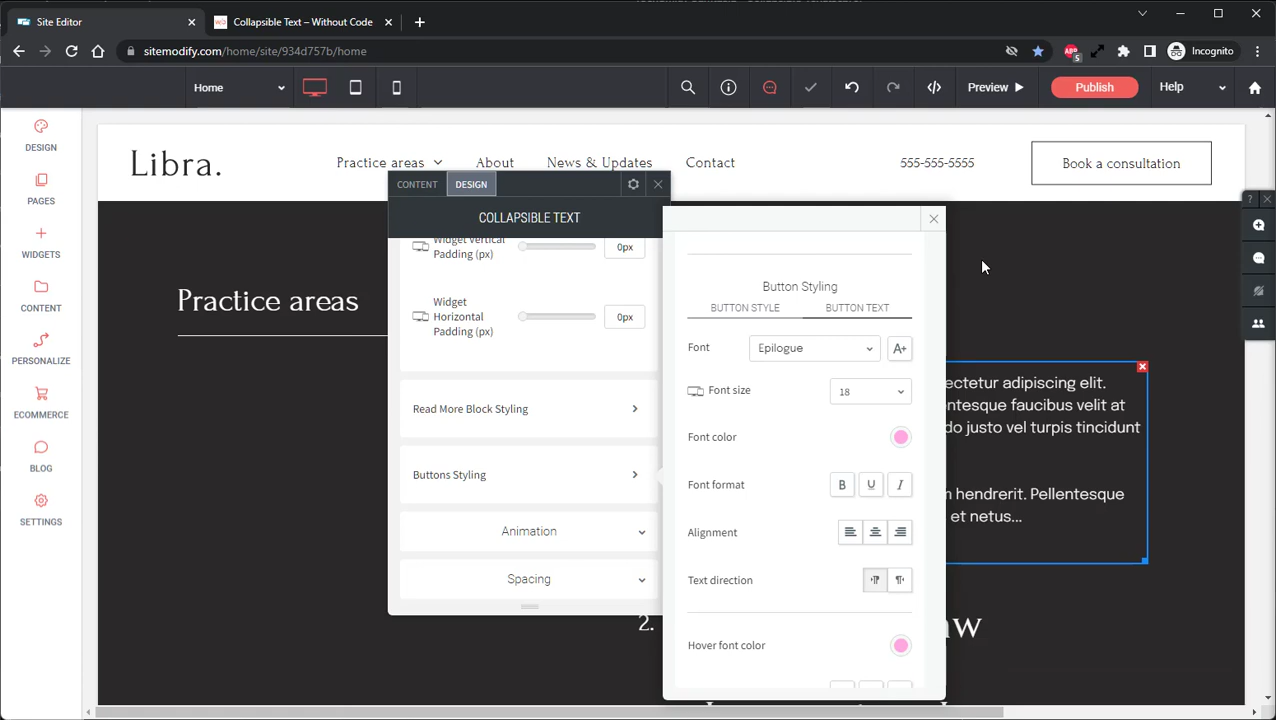 Site Editor
Collapsible Text – Without Code
sitemodify.com/home/site/934d757b/home
ABP
5
Incognito
Home
Preview
Publish
Help
DESIGN
PAGES
WIDGETS
CONTENT
PERSONALIZE
ECOMMERCE
BLOG
SETTINGS
Libra.
Practice areas
About
News & Updates
Contact
555-555-5555
Book a consultation
?
Practice areas
CONTENT
DESIGN
COLLAPSIBLE TEXT
Widget Vertical
Padding (px)
0px
Widget
Horizontal
Padding (px)
0px
Read More Block Styling
Buttons Styling
Animation
Spacing
Button Styling
BUTTON STYLE
BUTTON TEXT
Font
Epilogue
A+
Font size
18
Font color
Font format
B
U
I
Alignment
Text direction
Hover font color
ectetur adipiscing elit.
entesque faucibus velit at
do justo vel turpis tincidunt
hendrerit. Pellentesque
et netus...
2.